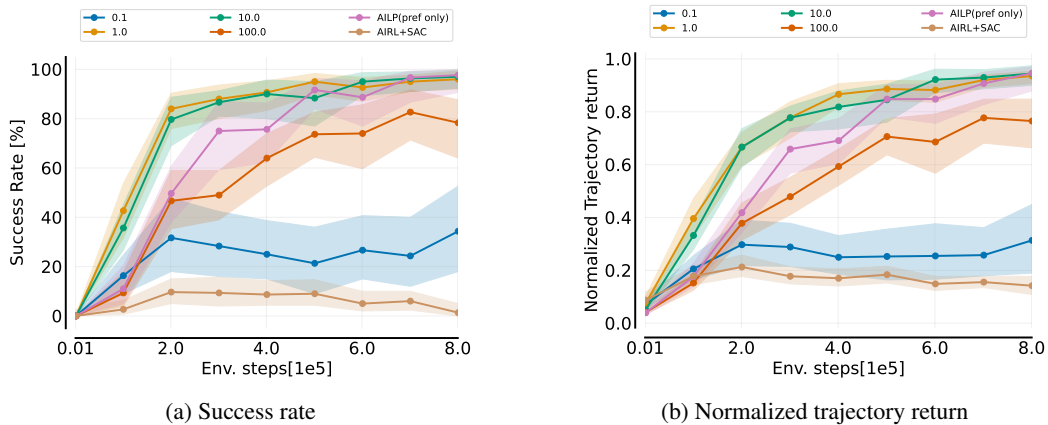 0.1 10.0 AILP(pref only)
1.0 100.0 AIRL+SAC
Success Rate [%]
100
80
60
40
20
0
0.01 2.0 4.0 6.0 8.0
Env. steps[1e5]
(a) Success rate
0.1 10.0 AILP(pref only)
1.0 100.0 AIRL+SAC
Normalized Trajectory return
1.0
0.8
0.6
0.4
0.2
0.0
0.01 2.0 4.0 6.0 8.0
Env. steps[1e5]
(b) Normalized trajectory return